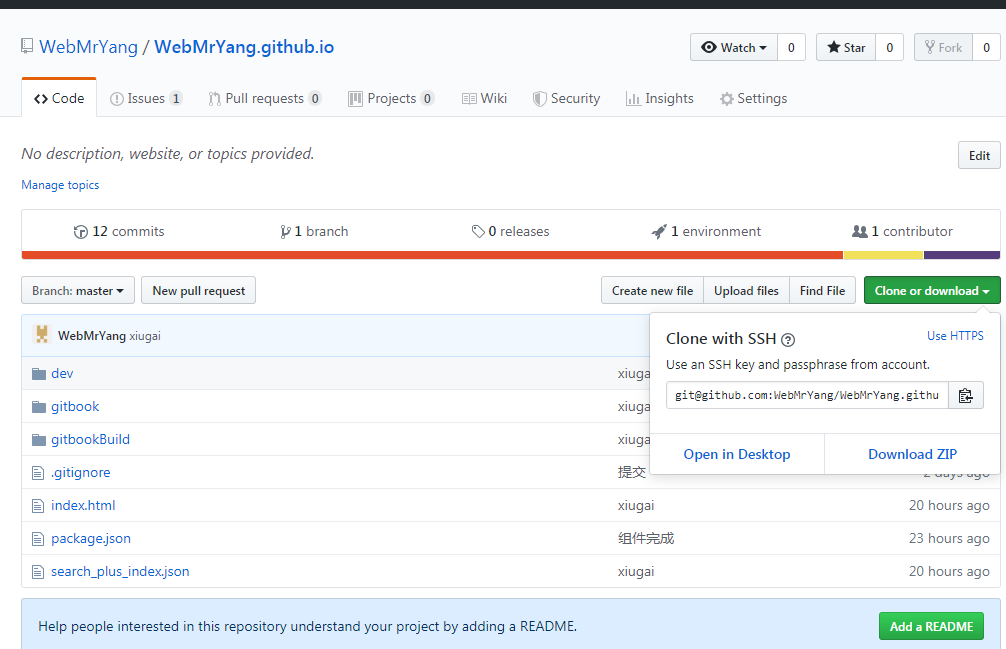 WebMrYang / WebMrYang.github.io
Watch 0 Star 0 Fork 0
Code Issues 1 Pull requests 0 Projects 0 Wiki Security Insights Settings
No description, website, or topics provided.
Edit
Manage topics
12 commits 1 branch 0 releases 1 environment 1 contributor
Branch: master New pull request Create new file Upload files Find File Clone or download
WebMrYang xiugai
Clone with SSH Use HTTPS
Use an SSH key and passphrase from account.
git@github.com:WebMrYang/WebMrYang.githu
Open in Desktop Download ZIP
dev xiuga
gitbook xiuga
gitbookBuild xiuga
.gitignore 提交 2 days ago
index.html xiugai 20 hours ago
package.json 组件完成 23 hours ago
search_plus_index.json xiugai 20 hours ago
Help people interested in this repository understand your project by adding a README.
Add a README